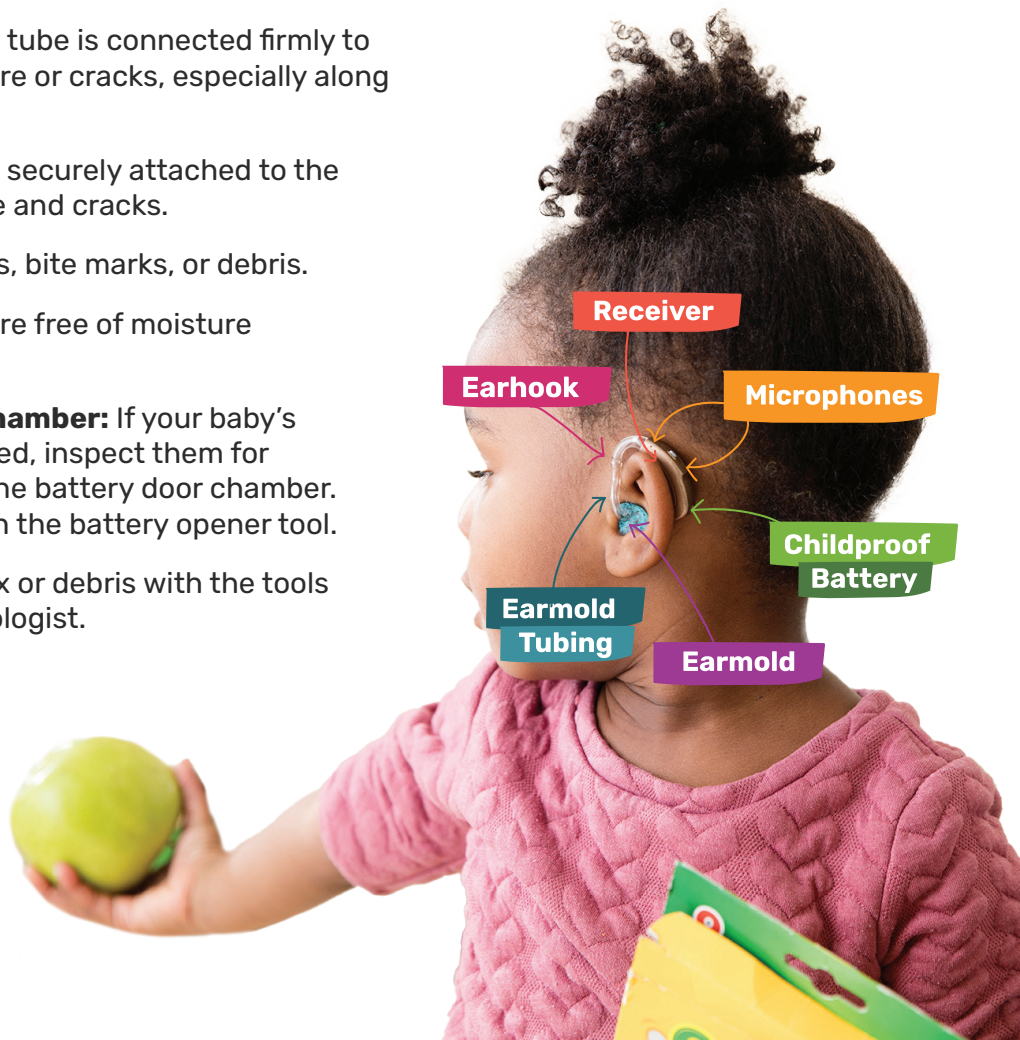 tube is connected firmly to
re or cracks, especially along
securely attached to the
e and cracks.
s, bite marks, or debris.
re free of moisture
hamber: If your baby's
ed, inspect them for
he battery door chamber.
n the battery opener tool.
x or debris with the tools
ologist.
Receiver
Earhook
Microphones
Childproof
Battery
Earmold
Tubing
Earmold